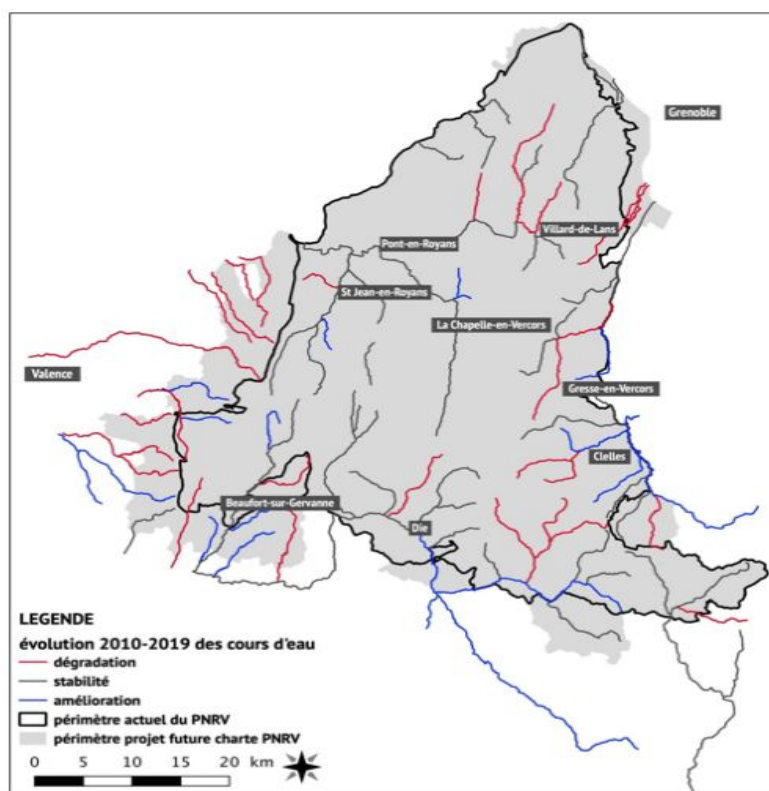 Grenoble
Villard-de-Lans
Pont-en-Royans
St Jean-en-Royans
La Chapelle-en-Vercors
Valence
Gresse-en-Vercors
Clelles
Beaufort-sur-Gervanne
Die
LEGENDE
évolution 2010-2019 des cours d'eau
dégradation
stabilité
amélioration
périmètre actuel du PNRV
périmètre projet future charte PNRV
0 5 10 15 20 km